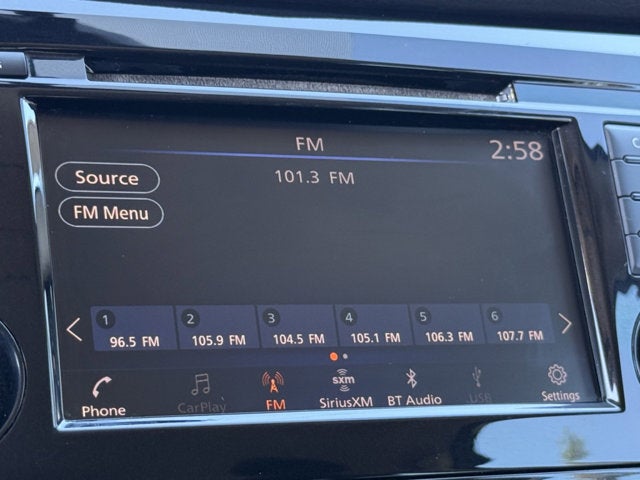 FM
2:58
Source
101.3 FM
FM Menu
1 2 3 4 5 6
96.5 FM 105.9 FM 104.5 FM 105.1 FM 106.3 FM 107.7 FM
sxm
Phone CarPlay FM SiriusXM BT Audio USB Settings